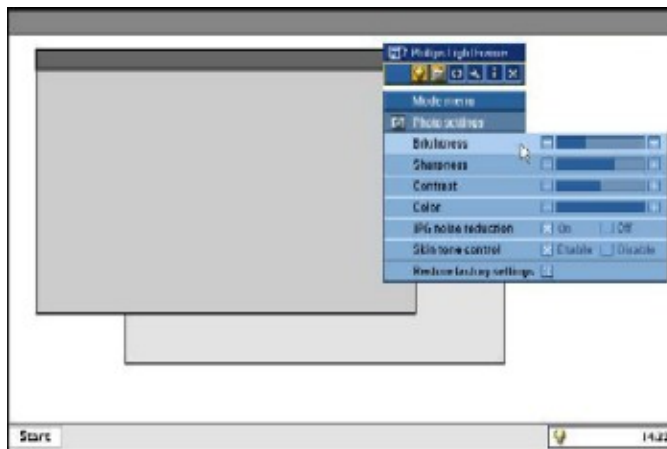 Philips LightFrame
Mode menu
Photo settings
Brightness
Sharpness
Contrast
Color
JPG noise reduction On Off
Skin tone control Enable Disable
Restore factory settings
Start